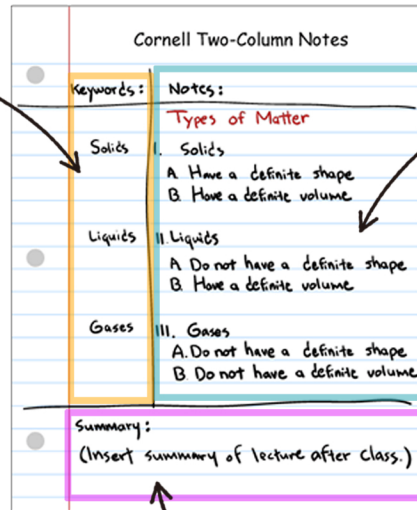 Cornell Two-Column Notes
Keywords: Notes:
Types of Matter
Solids I. Solids
A. Have a definite shape
B. Have a definite volume
Liquids II. Liquids
A. Do not have a definite shape
B. Have a definite volume
Gases III. Gases
A. Do not have a definite shape
B. Do not have a definite volume
Summary:
(Insert summary of lecture after class.)